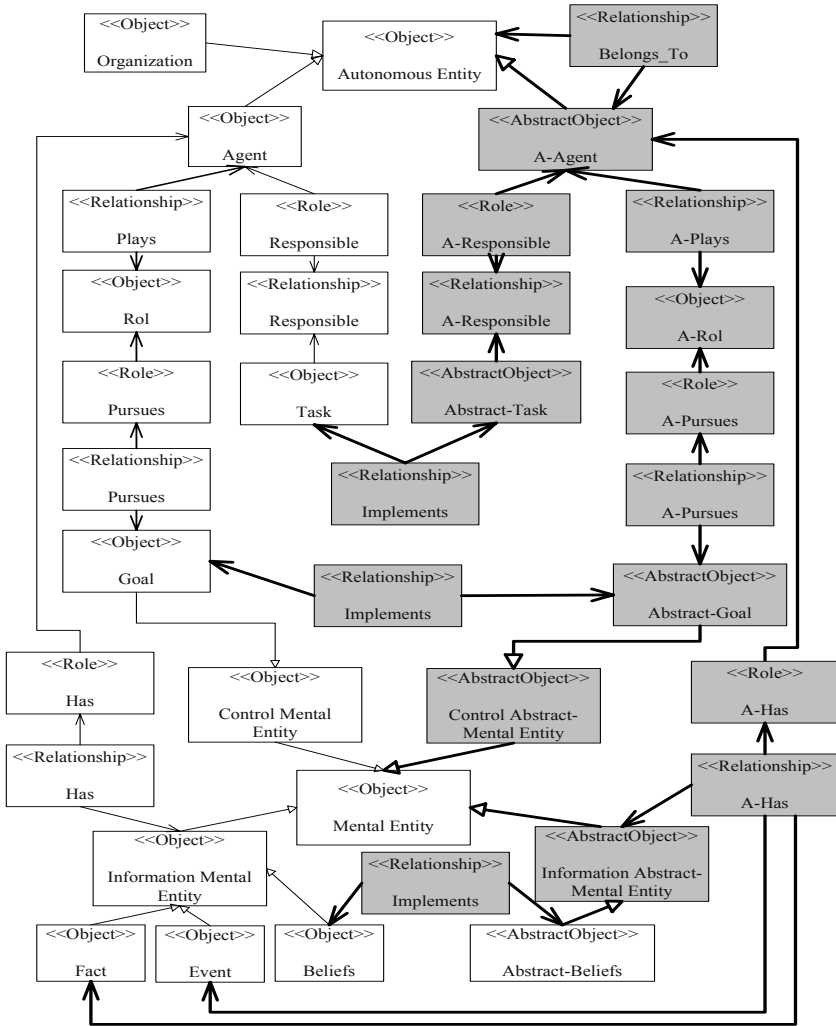 <<Object>>
Organization
<<Object>>
Autonomous Entity
<<Relationship>>
Belongs_To
<<Object>>
Agent
<<AbstractObject>>
A-Agent
<<Relationship>>
Plays
<<Role>>
Responsible
<<Role>>
A-Responsible
<<Relationship>>
A-Plays
<<Object>>
Rol
<<Relationship>>
Responsible
<<Relationship>>
A-Responsible
<<Object>>
A-Rol
<<Role>>
Pursues
<<Object>>
Task
<<AbstractObject>>
Abstract-Task
<<Role>>
A-Pursues
<<Relationship>>
Pursues
<<Relationship>>
Implements
<<Relationship>>
A-Pursues
<<Object>>
Goal
<<Relationship>>
Implements
<<AbstractObject>>
Abstract-Goal
<<Role>>
Has
<<Object>>
Control Mental
Entity
<<AbstractObject>>
Control Abstract-
Mental Entity
<<Role>>
A-Has
<<Relationship>>
Has
<<Object>>
Mental Entity
<<Relationship>>
A-Has
<<Object>>
Information Mental
Entity
<<Relationship>>
Implements
<<AbstractObject>>
Information Abstract-
Mental Entity
<<Object>>
Fact
<<Object>>
Event
<<Object>>
Beliefs
<<AbstractObject>>
Abstract-Beliefs